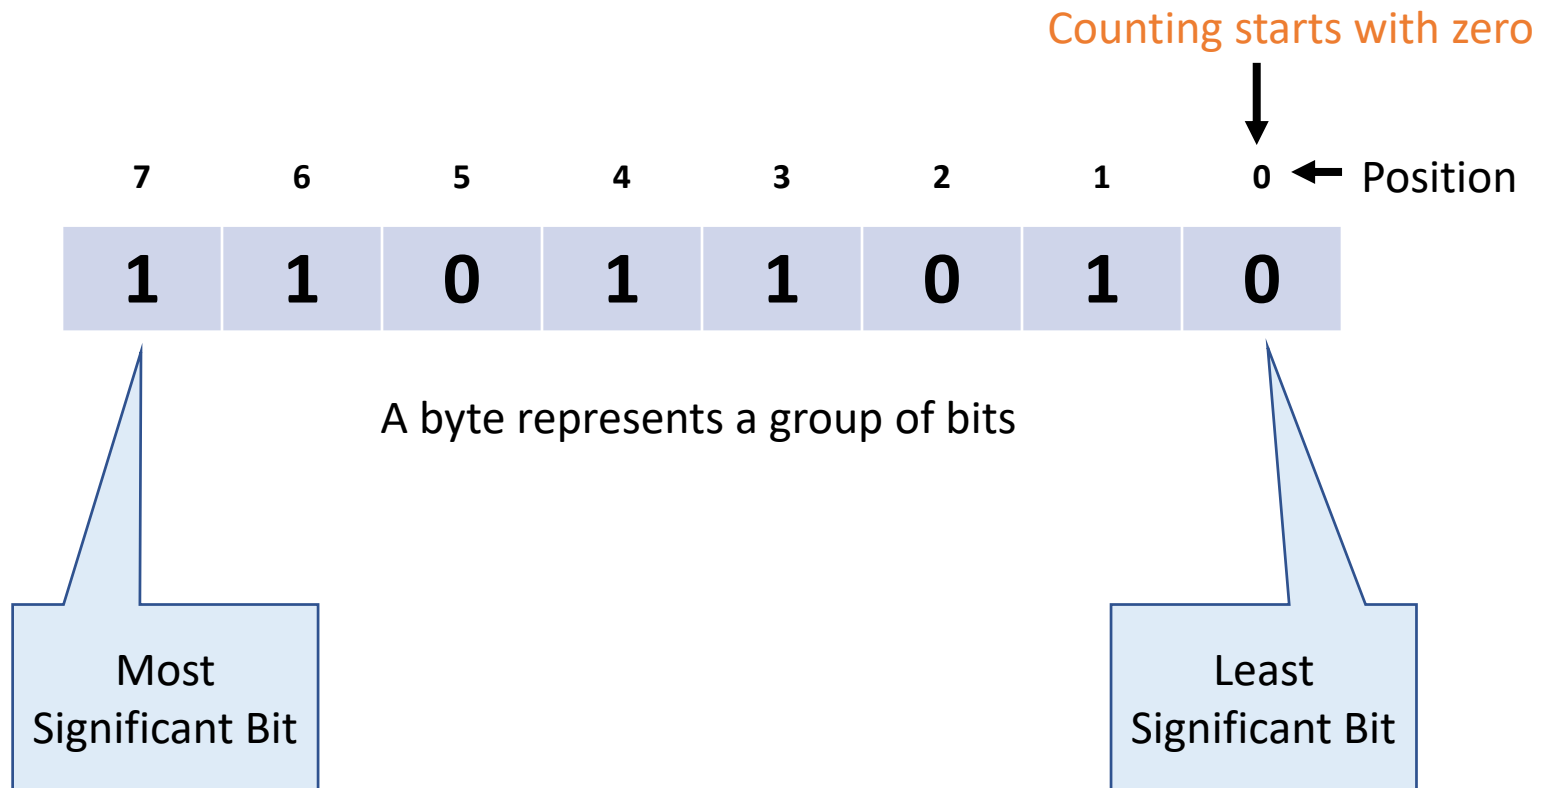 Counting starts with zero
7 6 5 4 3 2 1 0 Position
1 1 0 1 1 0 1 0
A byte represents a group of bits
Most
Significant Bit
Least
Significant Bit